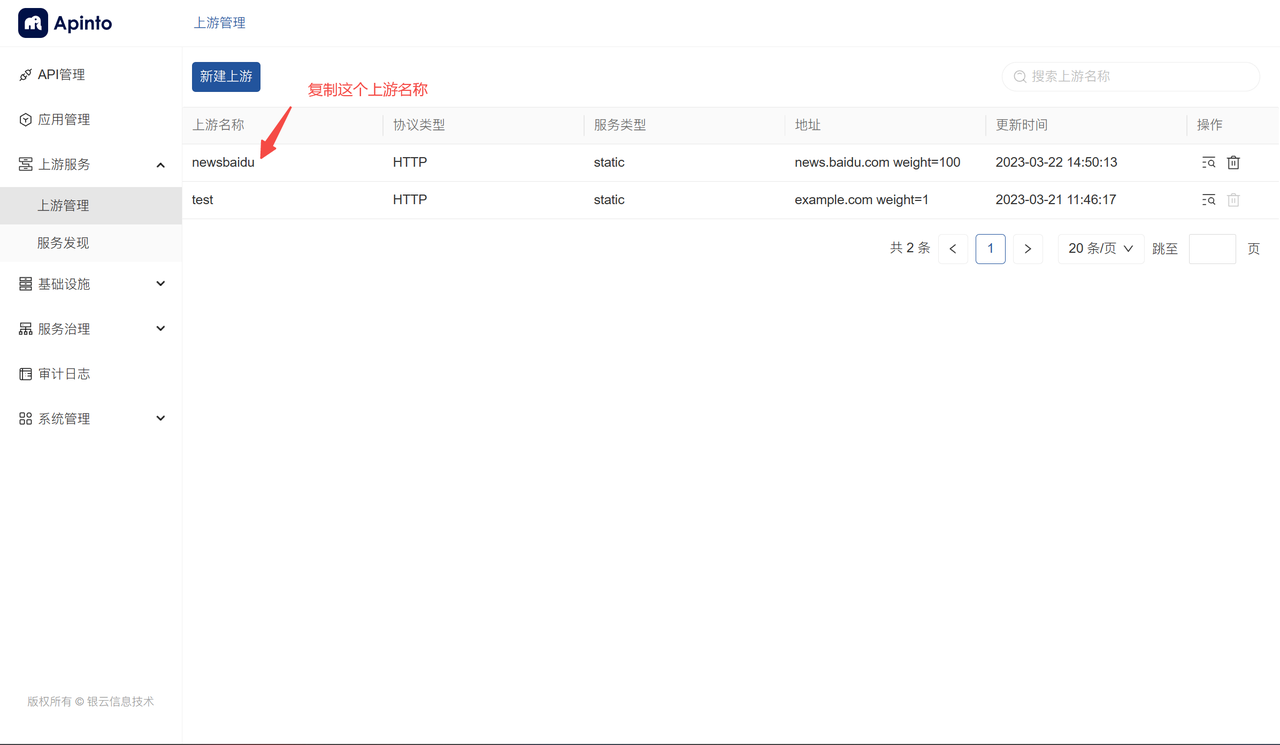 Apinto
上游管理
API管理
应用管理
上游服务
上游管理
服务发现
基础设施
服务治理
审计日志
系统管理
版权所有 © 银云信息技术
新建上游
复制这个上游名称
搜索上游名称
上游名称 协议类型 服务类型 地址 更新时间 操作
newsbaidu HTTP static news.baidu.com weight=100 2023-03-22 14:50:13
test HTTP static example.com weight=1 2023-03-21 11:46:17
共 2 条 < 1 > 20 条/页 跳至 页